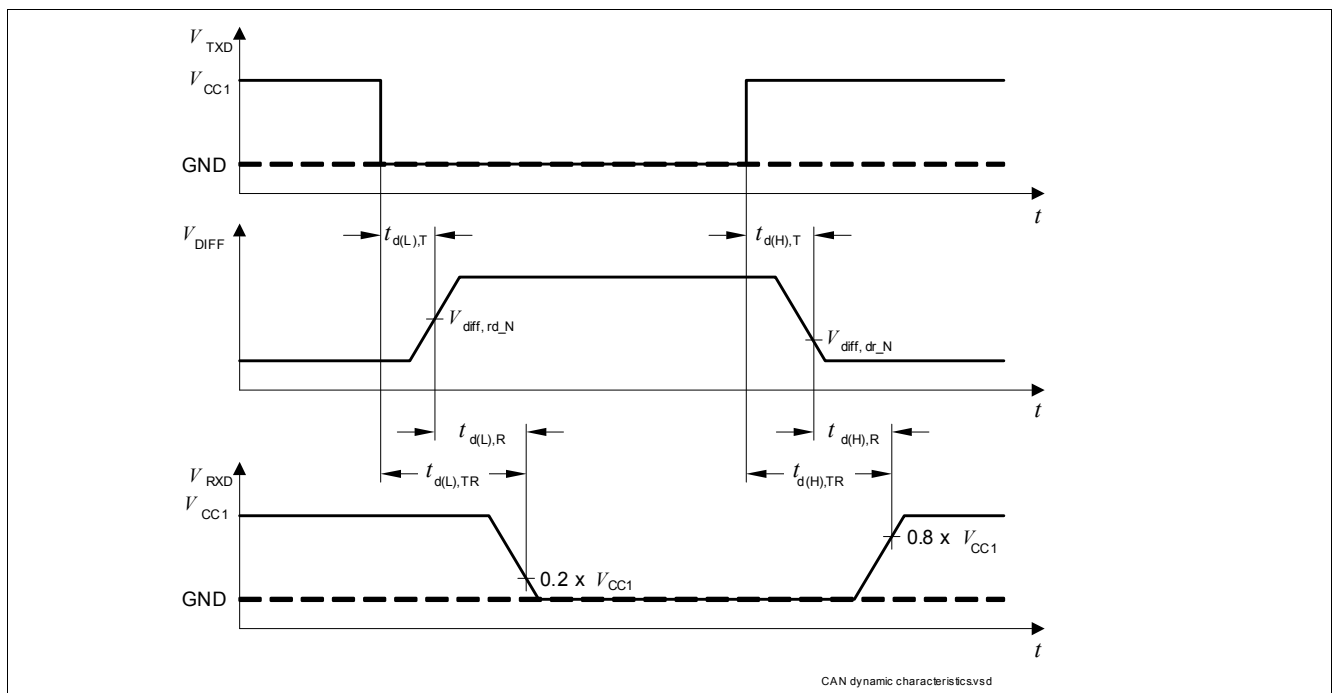 V TXD
V CC1
GND
t
V DIFF
t d(L),T
t d(H),T
V diff, rd_N
V diff, dr_N
t
t d(L),R
t d(H),R
t d(L),TR
t d(H),TR
V RXD
V CC1
0.8 x V CC1
0.2 x V CC1
GND
t
CAN dynamic characteristics.vsd